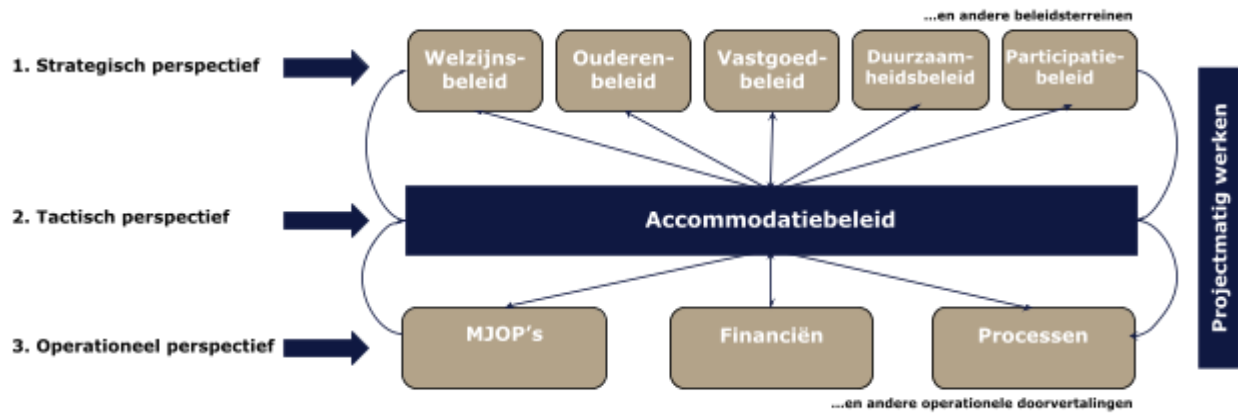 ...en andere beleidsterreinen
1. Strategisch perspectief
Welzijns-
beleid
Ouderen-
beleid
Vastgoed-
beleid
Duurzaam-
heidsbeleid
Participatie-
beleid
2. Tactisch perspectief
Accommodatiebeleid
3. Operationeel perspectief
MJOP's
Financiën
Processen
....en andere operationele doorvertalingen
Projectmatig werken